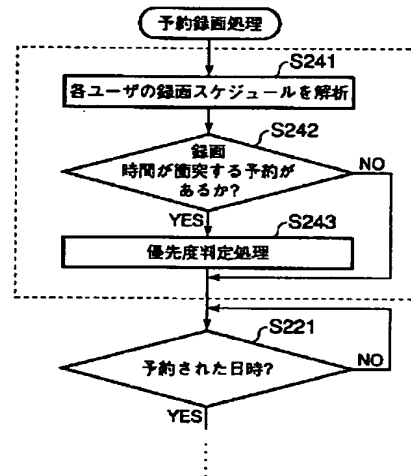 予約録画処理
S241
各ユーザの録画スケジュールを解析
S242
録画
時間が衝突する予約が
あるか?
NO
YES
S243
優先度判定処理
S221
予約された日時?
NO
YES